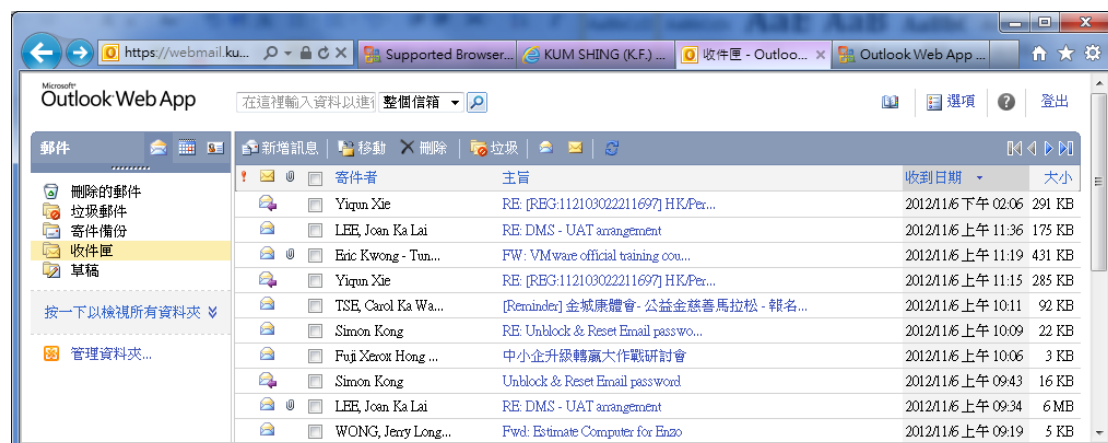 https://webmail.ku...
Supported Browser...
KUM SHING (K.F.) ...
收件匣 - Outloo...
Outlook Web App ...
Microsoft
Outlook Web App
在這裡輸入資料以進行
整個信箱
選項
登出
郵件
新增訊息
移動
刪除
垃圾
刪除的郵件
垃圾郵件
寄件備份
收件匣
草稿
按一下以檢視所有資料夾
管理資料夾...
寄件者 主旨 收到日期 大小
Yiqun Xie RE: [REG:112103022211697] HK/Per... 2012/11/6 下午 02:06 291 KB
LEE, Joan Ka Lai RE: DMS - UAT arrangement 2012/11/6 上午 11:36 175 KB
Eric Kwong - Tun... FW: VMware official training cou... 2012/11/6 上午 11:19 431 KB
Yiqun Xie RE: [REG:112103022211697] HK/Per... 2012/11/6 上午 11:15 285 KB
TSE, Carol Ka Wa... [Reminder] 金城康體會- 公益金慈善馬拉松 - 報名... 2012/11/6 上午 10:11 92 KB
Simon Kong RE: Unblock & Reset Email passwo... 2012/11/6 上午 10:09 22 KB
Fuji Xerox Hong ... 中小企升級轉贏大作戰研討會 2012/11/6 上午 10:06 3 KB
Simon Kong Unblock & Reset Email password 2012/11/6 上午 09:43 16 KB
LEE, Joan Ka Lai RE: DMS - UAT arrangement 2012/11/6 上午 09:34 6 MB
WONG, Jerry Long... Fwd: Estimate Computer for Enzo 2012/11/6 上午 09:19 5 KB